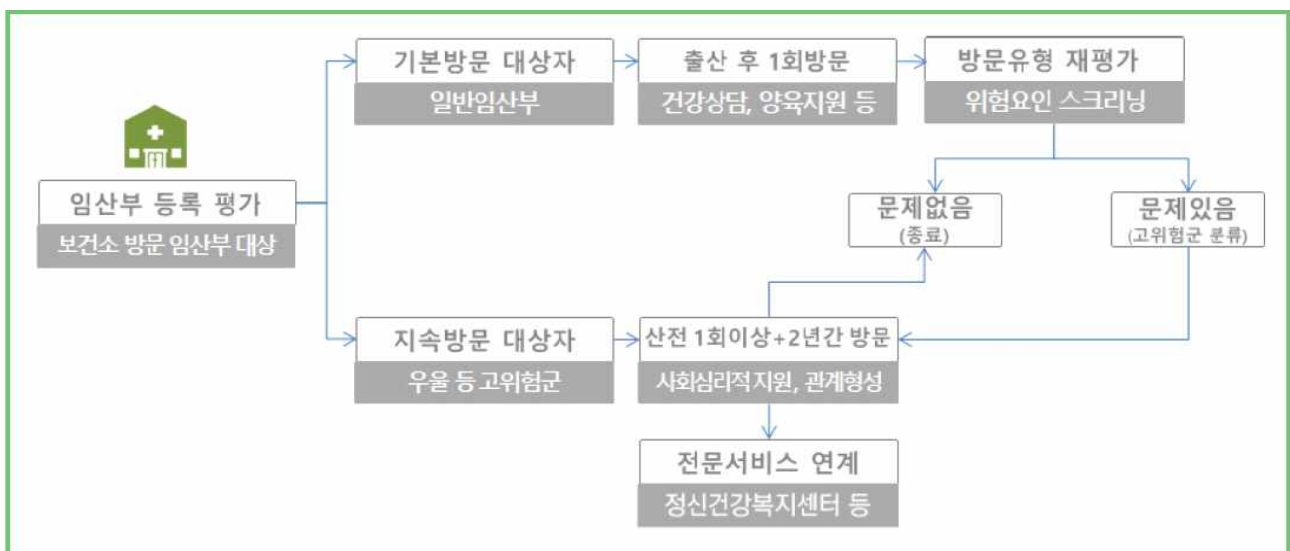 임산부 등록 평가
보건소 방문 임산부 대상
기본방문 대상자
일반임산부
출산 후 1회방문
건강상담, 양육지원 등
방문유형 재평가
위험요인 스크리닝
문제없음
(종료)
문제있음
(고위험군 분류)
지속방문 대상자
우울 등 고위험군
산전 1회이상+2년간 방문
사회심리적 지원, 관계형성
전문서비스 연계
정신건강복지센터 등